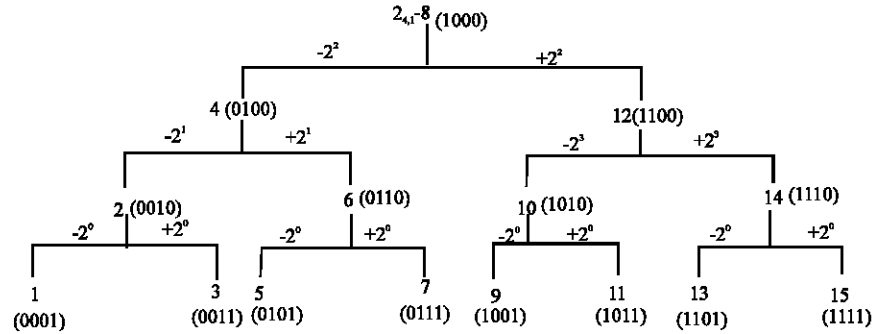 2₄,₁-8 (1000)
-2² +2²
4 (0100) 12(1100)
-2¹ +2¹ -2³ +2³
2 (0010) 6 (0110) 10 (1010) 14 (1110)
-2⁰ +2⁰ -2⁰ +2⁰ -2⁰ +2⁰ -2⁰ +2⁰
1 3 5 7 9 11 13 15
(0001) (0011) (0101) (0111) (1001) (1011) (1101) (1111)